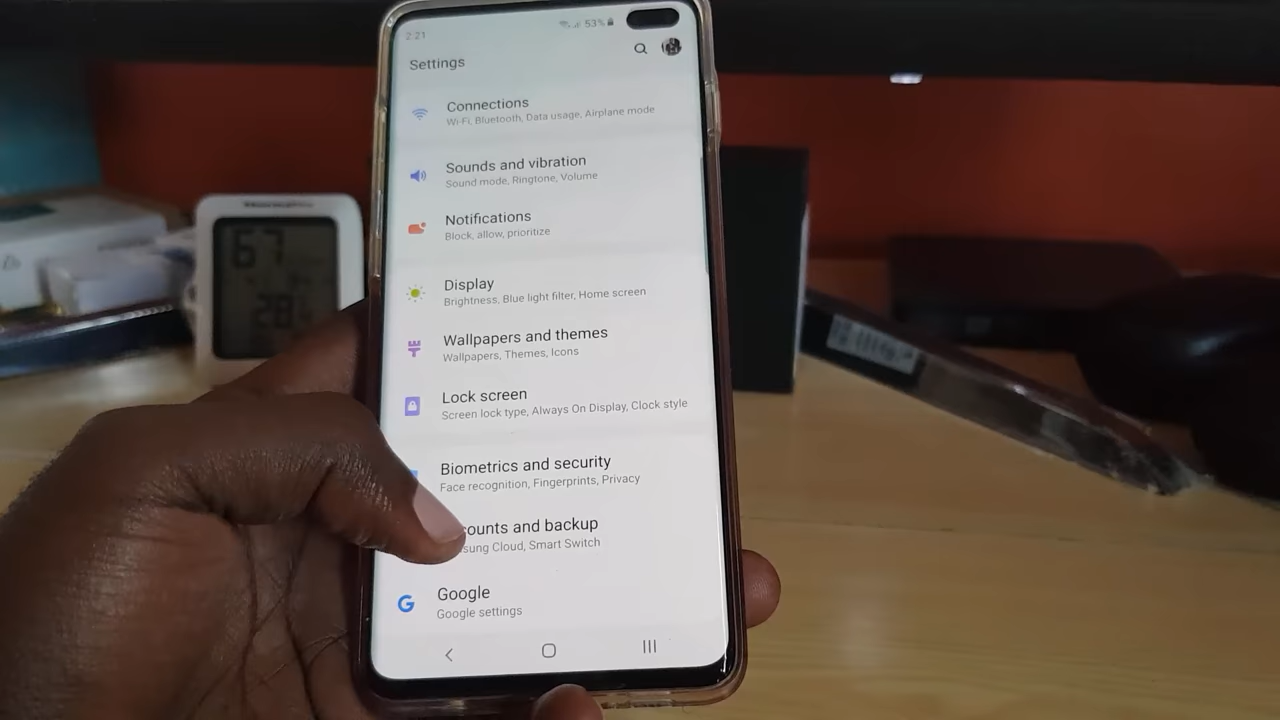 2:21
53%
Settings
Connections
Wi-Fi, Bluetooth, Data usage, Airplane mode
Sounds and vibration
Sound mode, Ringtone, Volume
Notifications
Block, allow, prioritize
Display
Brightness, Blue light filter, Home screen
Wallpapers and themes
Wallpapers, Themes, Icons
Lock screen
Screen lock type, Always On Display, Clock style
Biometrics and security
Face recognition, Fingerprints, Privacy
counts and backup
sung Cloud, Smart Switch
Google
Google settings
67
28